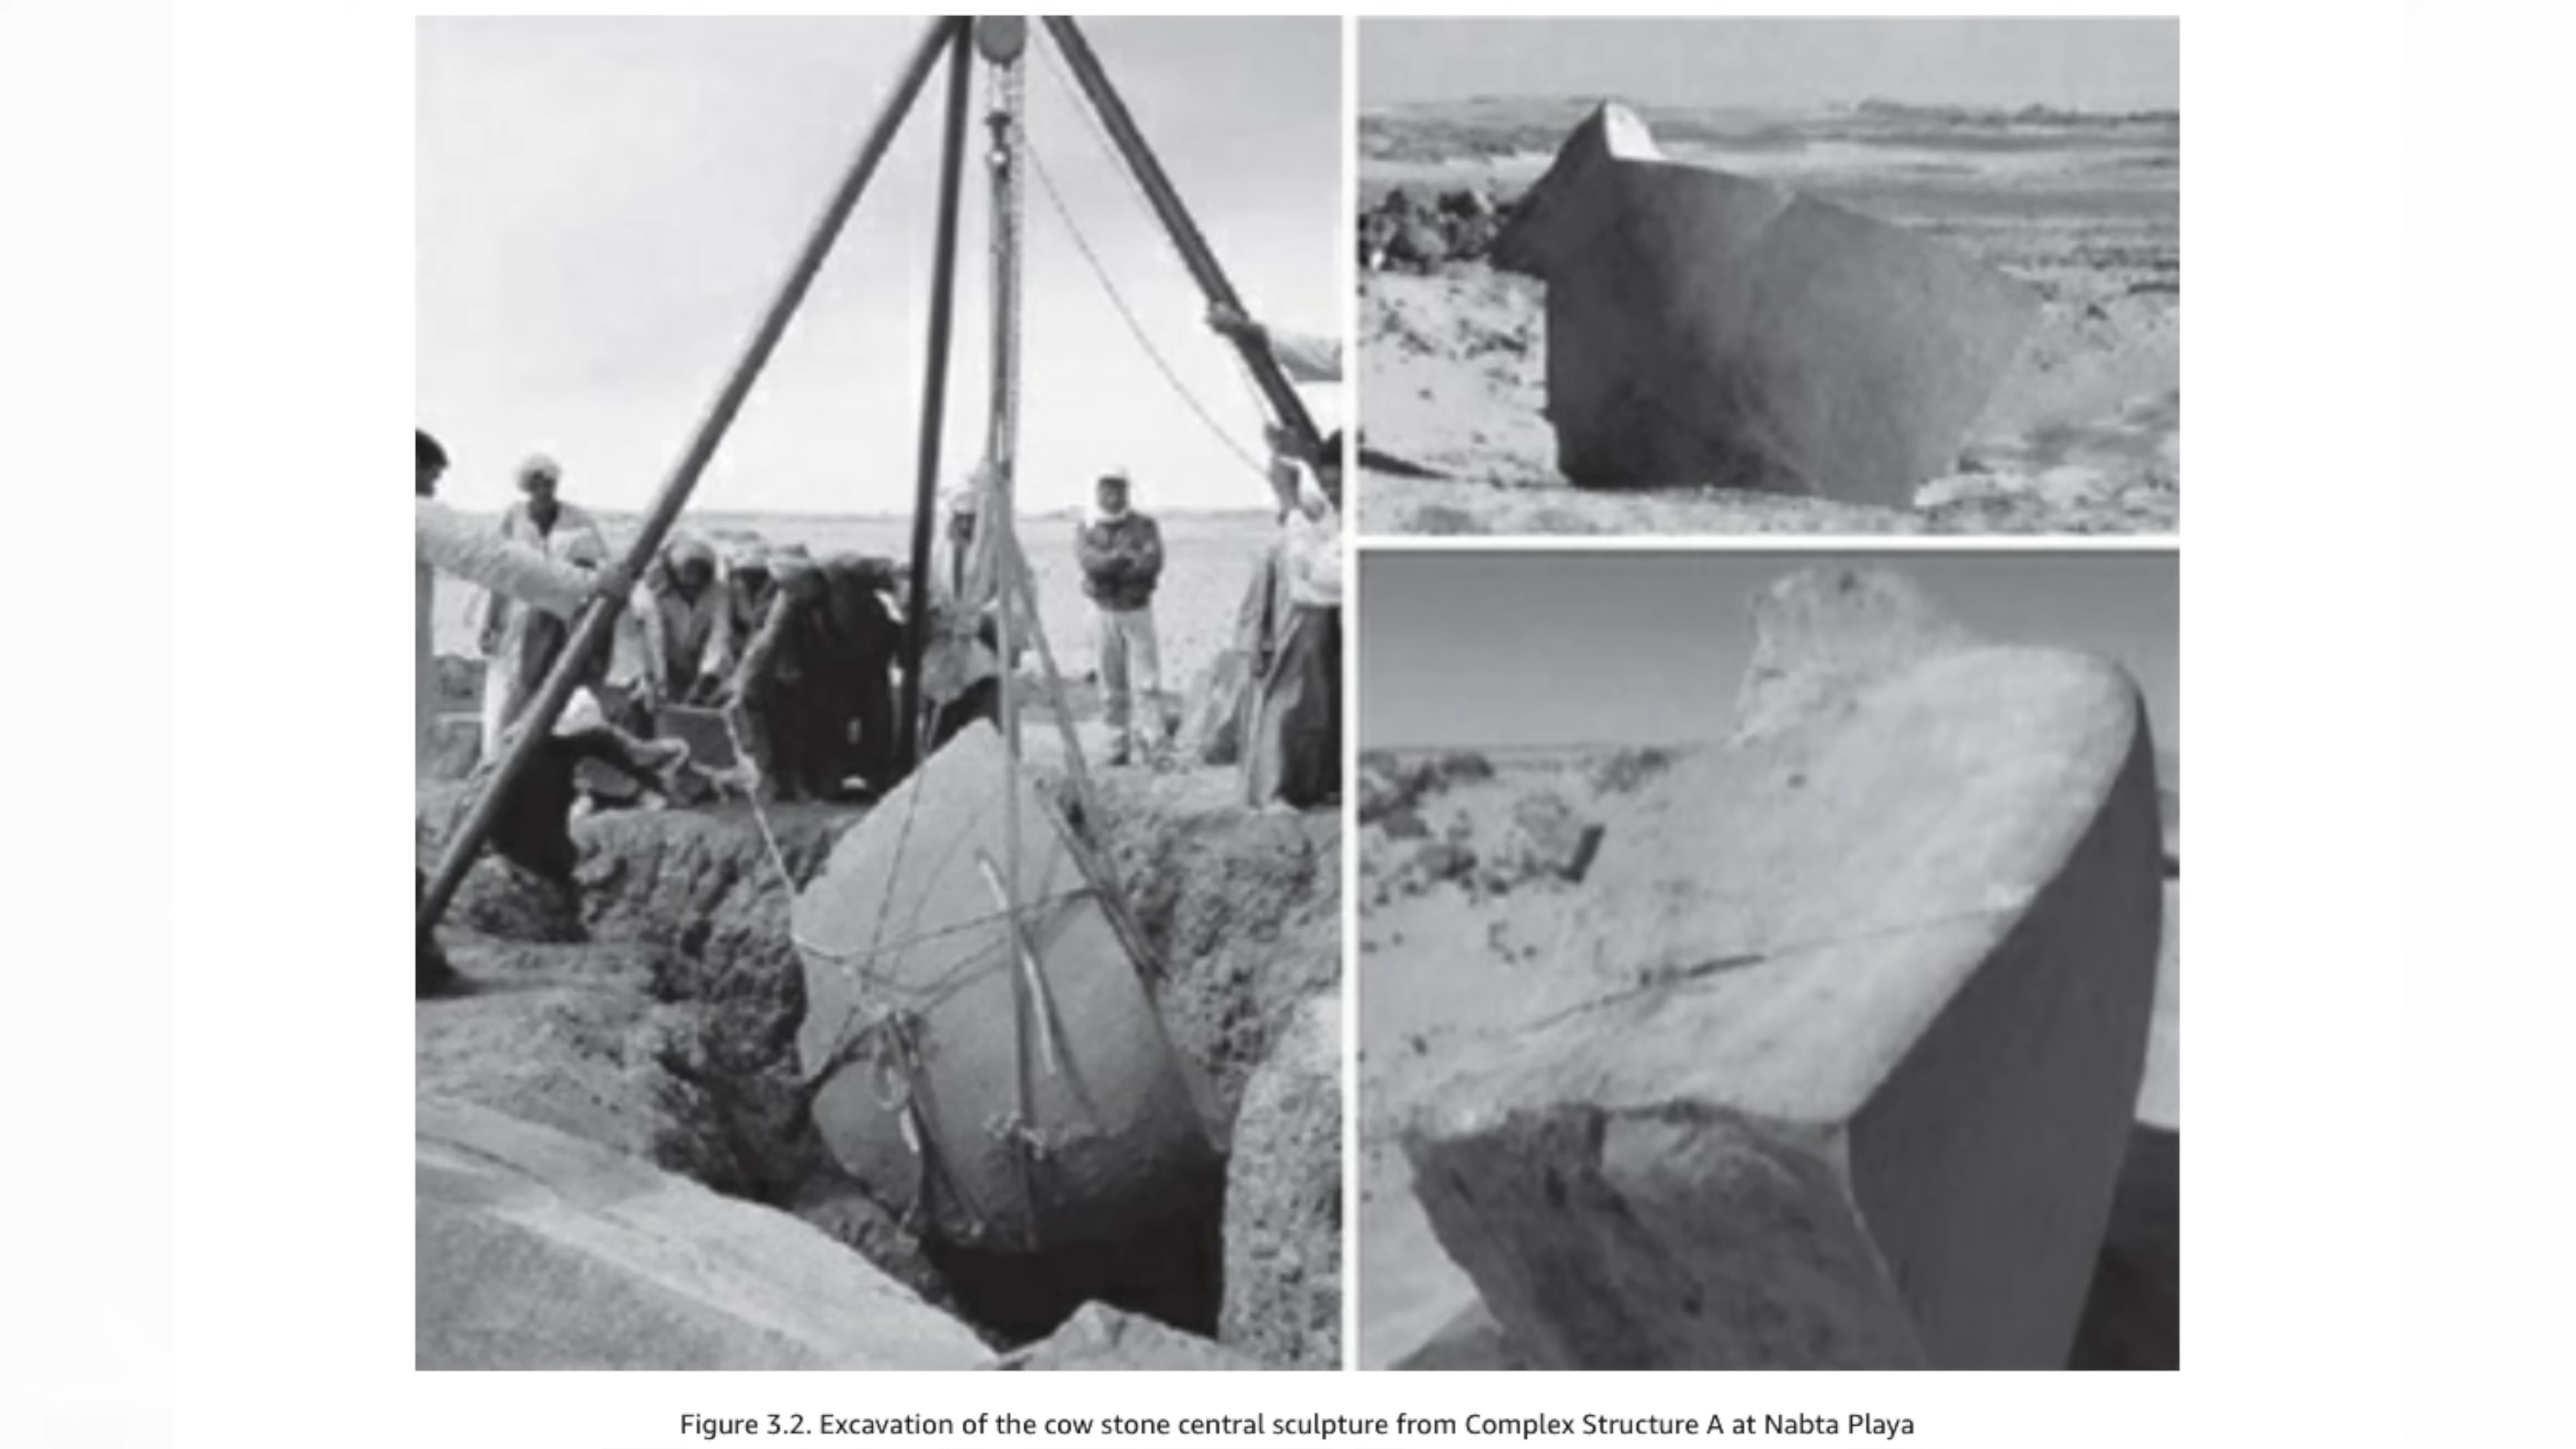 Figure 3.2. Excavation of the cow stone central sculpture from Complex Structure A at Nabta Playa